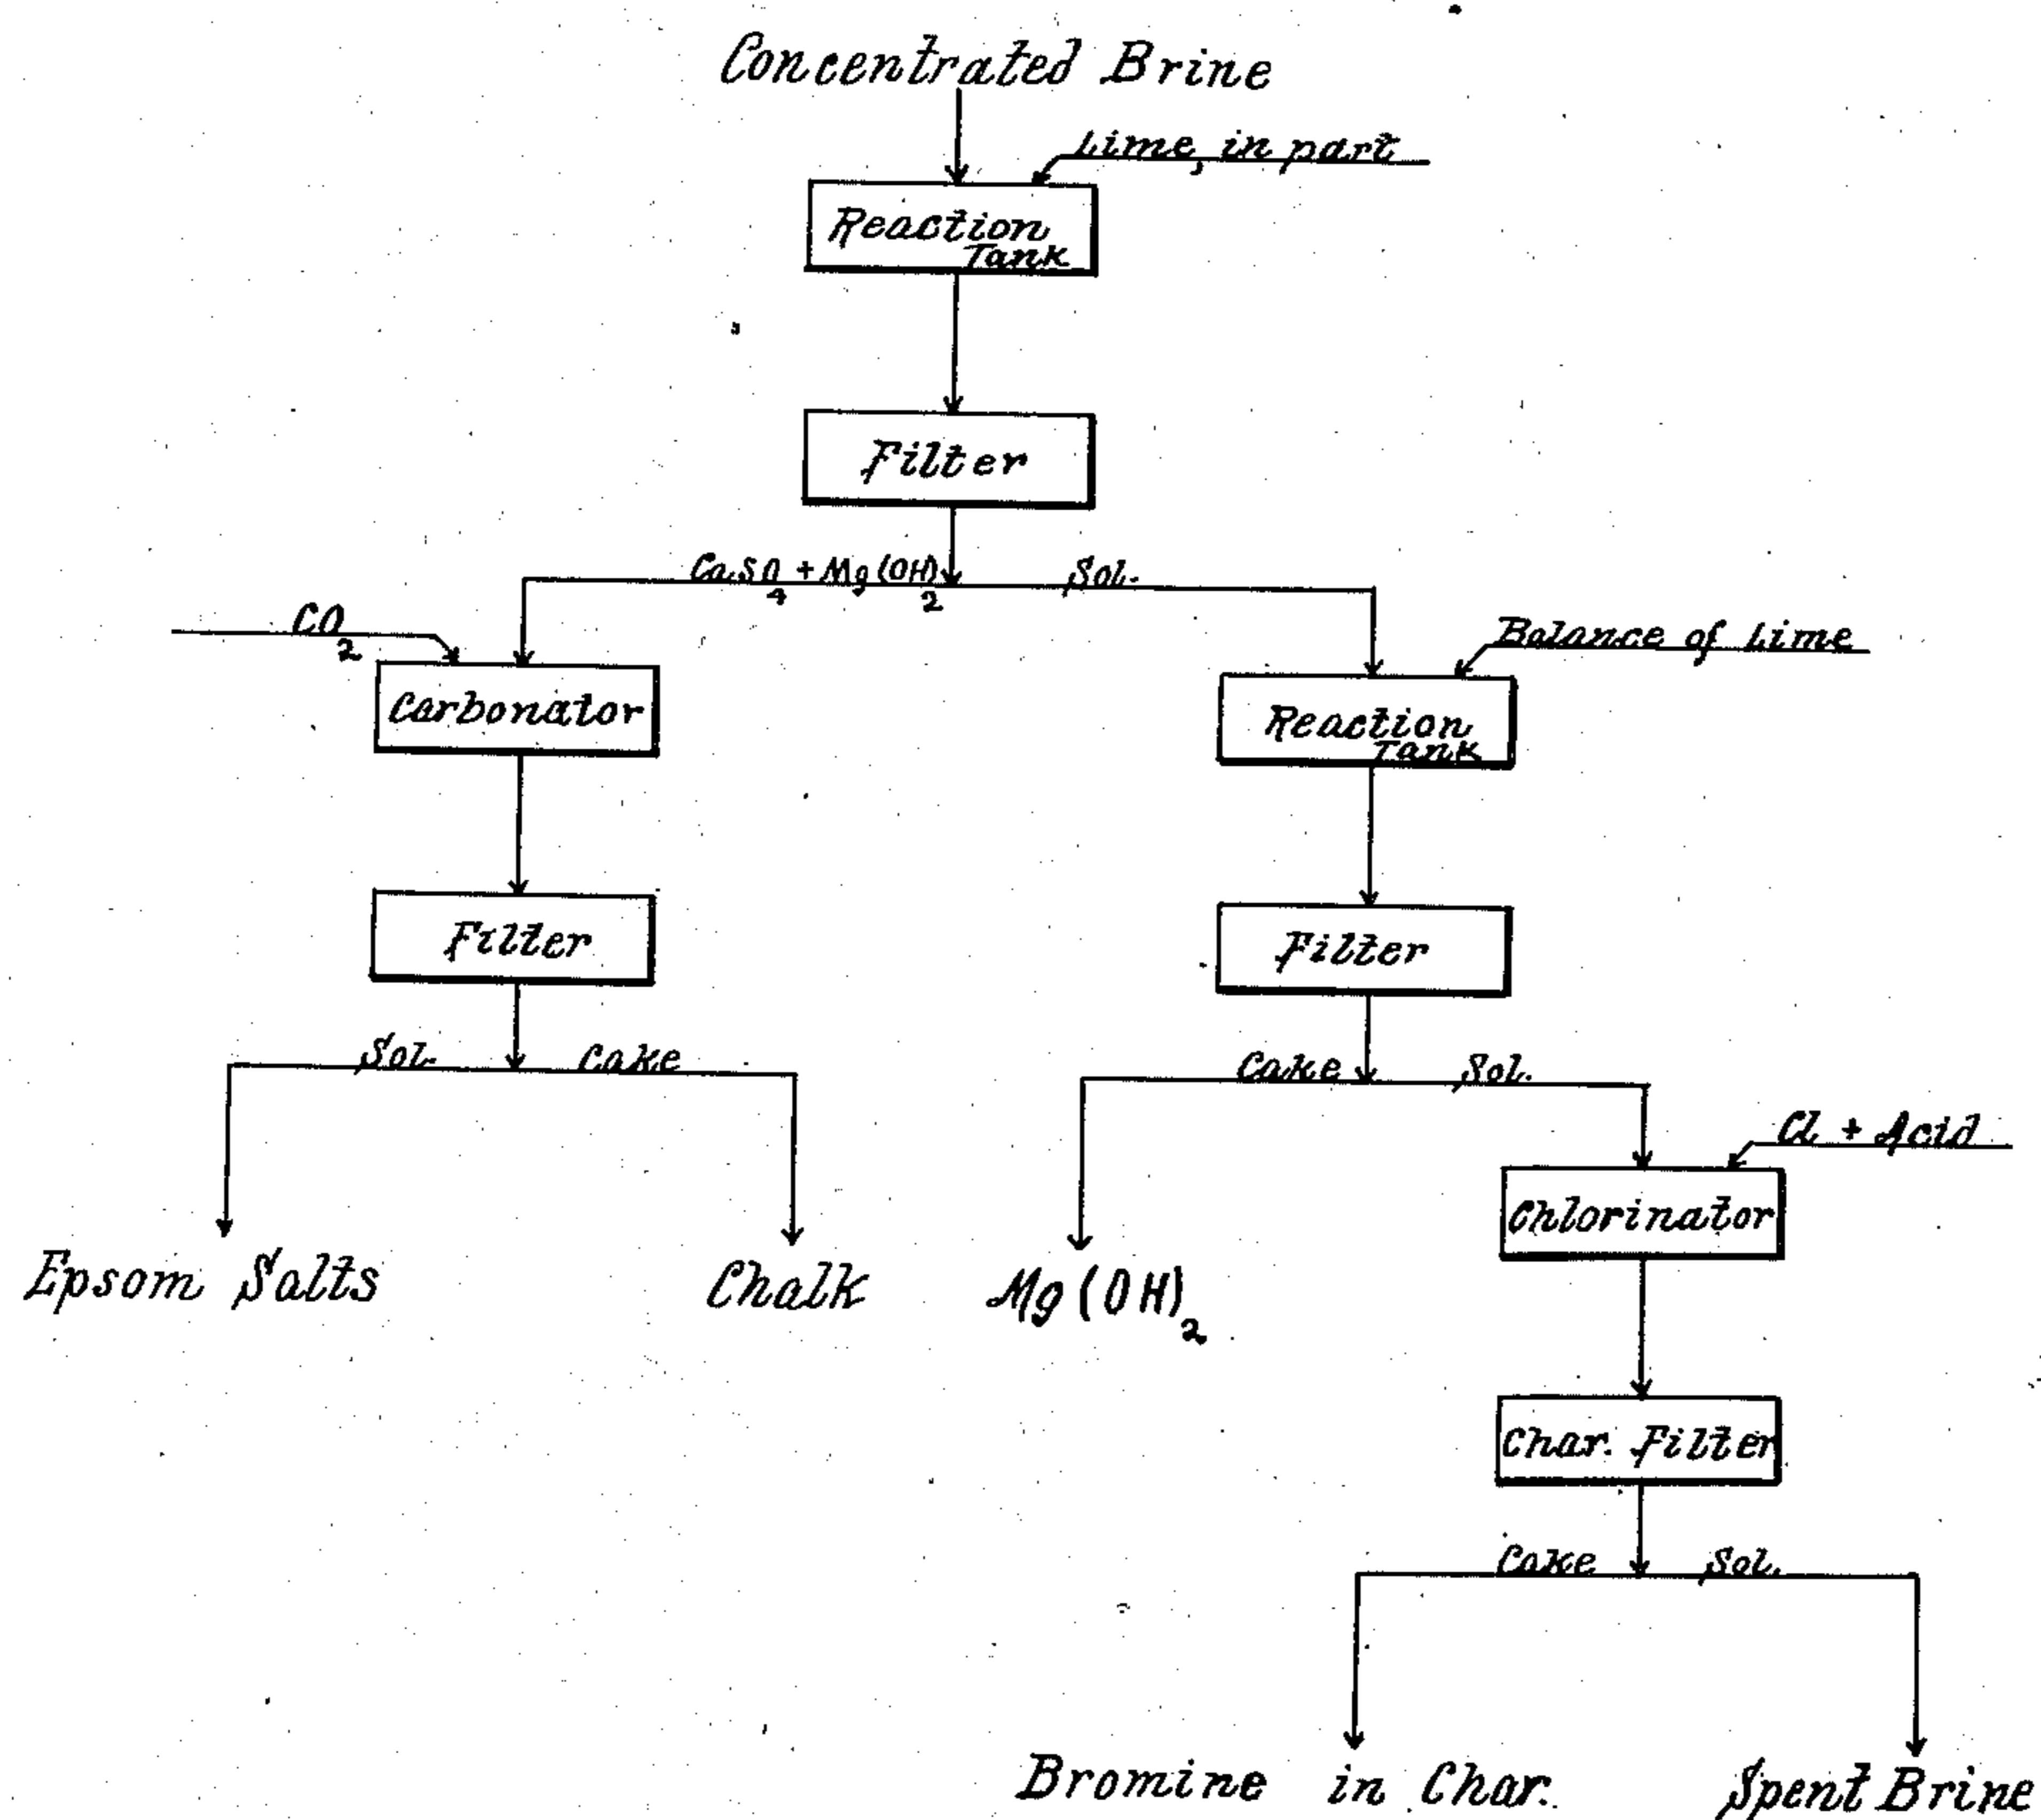 Concentrated Brine
Lime, in part
Reaction
Tank
Filter
CaSO4 + Mg(OH)2
Sol.
CO2
Balance of Lime
Carbonator
Reaction
Tank
Filter
Filter
Sol.
Cake
Cake
Sol.
Cl + Acid
Chlorinator
Epsom Salts
Chalk
Mg(OH)2
Char. Filter
Cake
Sol.
Bromine in Char.
Spent Brine